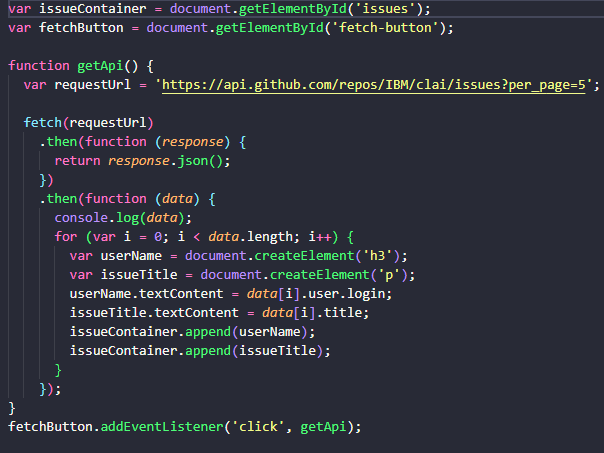 var issueContainer = document.getElementById('issues');
var fetchButton = document.getElementById('fetch-button');

function getApi() {
  var requestUrl = 'https://api.github.com/repos/IBM/clai/issues?per_page=5';

  fetch(requestUrl)
    .then(function (response) {
      return response.json();
    })
    .then(function (data) {
      console.log(data);
      for (var i = 0; i < data.length; i++) {
        var userName = document.createElement('h3');
        var issueTitle = document.createElement('p');
        userName.textContent = data[i].user.login;
        issueTitle.textContent = data[i].title;
        issueContainer.append(userName);
        issueContainer.append(issueTitle);
      }
    });
}
fetchButton.addEventListener('click', getApi);